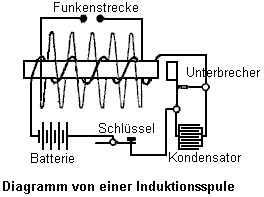 Funkenstrecke
Unterbrecher
Schlüssel
Batterie
Kondensator
Diagramm von einer Induktionsspule